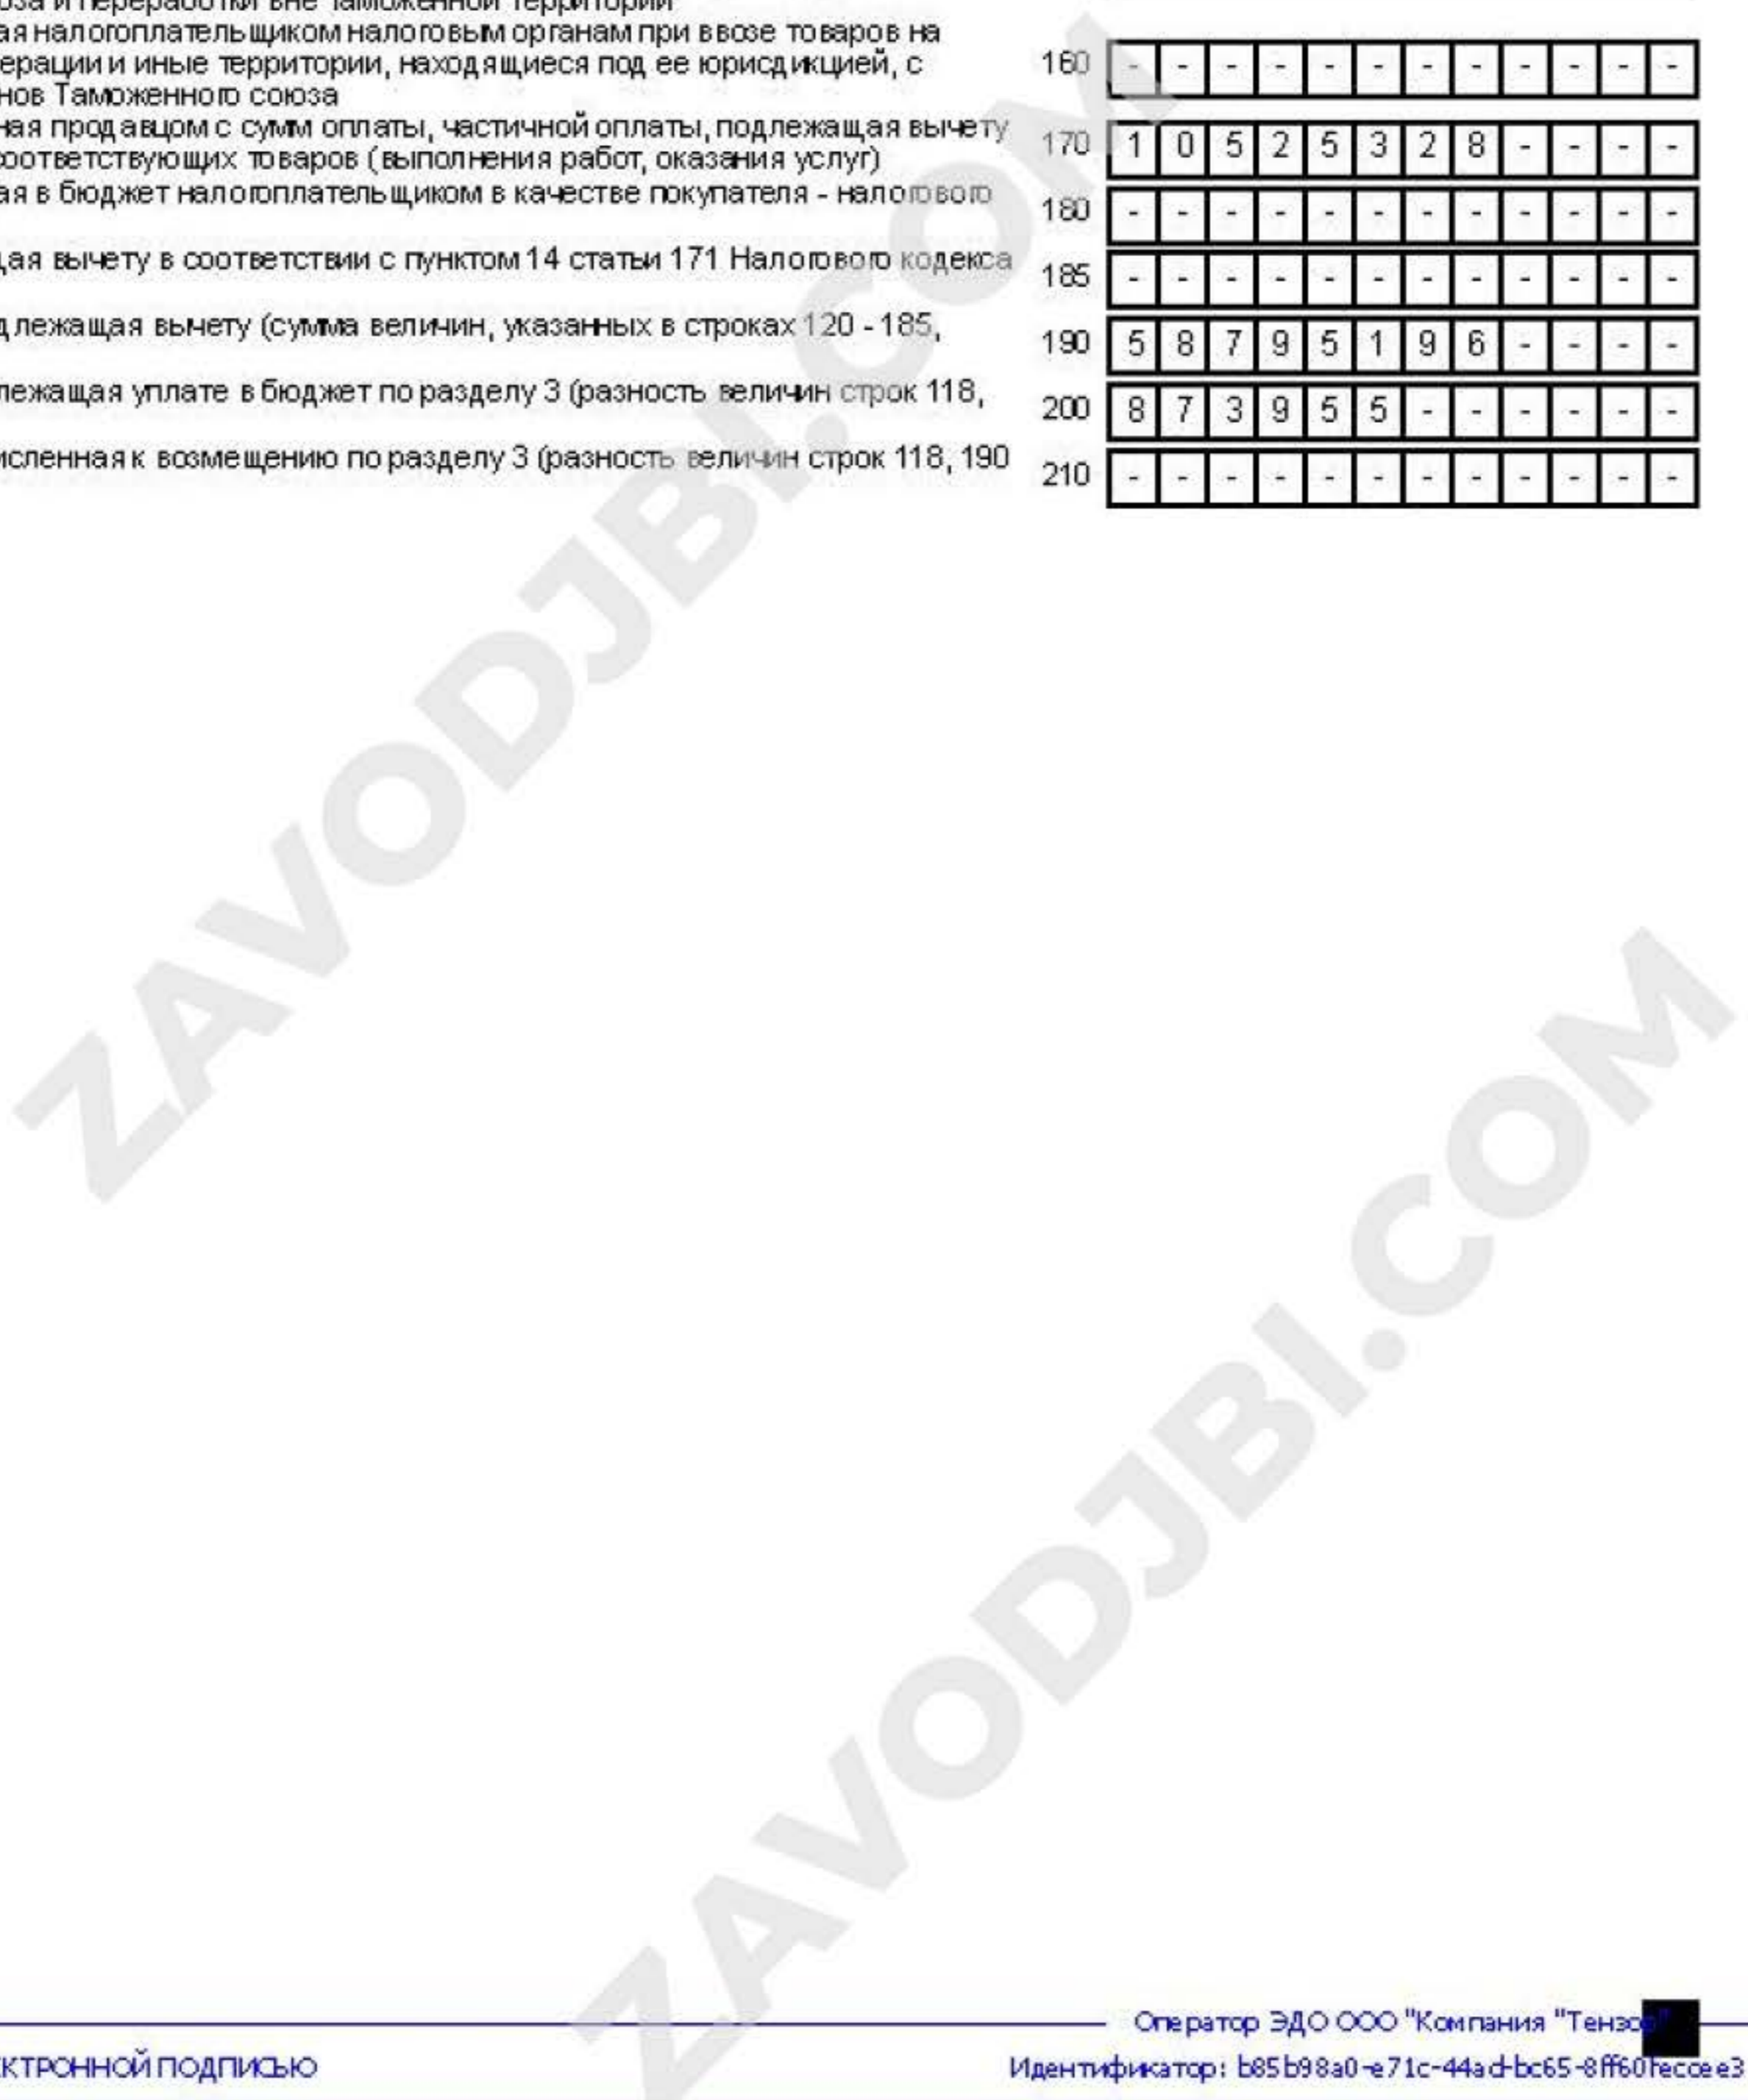 юза и переработки вне таможенной территории
ая налогоплательщиком налоговым органам при ввозе товаров на
ерации и иные территории, находящиеся под ее юрисдикцией, с
нов Таможенного союза
160 - - - - - - - - - - - -
ная продавцом с сумм оплаты, частичной оплаты, подлежащая вычету
соответствующих товаров (выполнения работ, оказания услуг)
170 1 0 5 2 5 3 2 8 - - - -
ая в бюджет налогоплательщиком в качестве покупателя - налогового
180 - - - - - - - - - - - -
цая вычету в соответствии с пунктом 14 статьи 171 Налогового кодекса
185 - - - - - - - - - - - -
длежащая вычету (сумма величин, указанных в строках 120 - 185,
190 5 8 7 9 5 1 9 6 - - - -
лежащая уплате в бюджет по разделу 3 (разность величин строк 118,
200 8 7 3 9 5 5 - - - - - -
исленная к возмещению по разделу 3 (разность величин строк 118, 190
210 - - - - - - - - - - - -
ZAVODJBI.COM
ZAVODJBI.COM
Оператор ЭДО ООО "Компания "Тензор"
КТРОННОЙ ПОДПИСЬЮ
Идентификатор: b85b98a0-e71c-44ad-bc65-8ff60feccee3